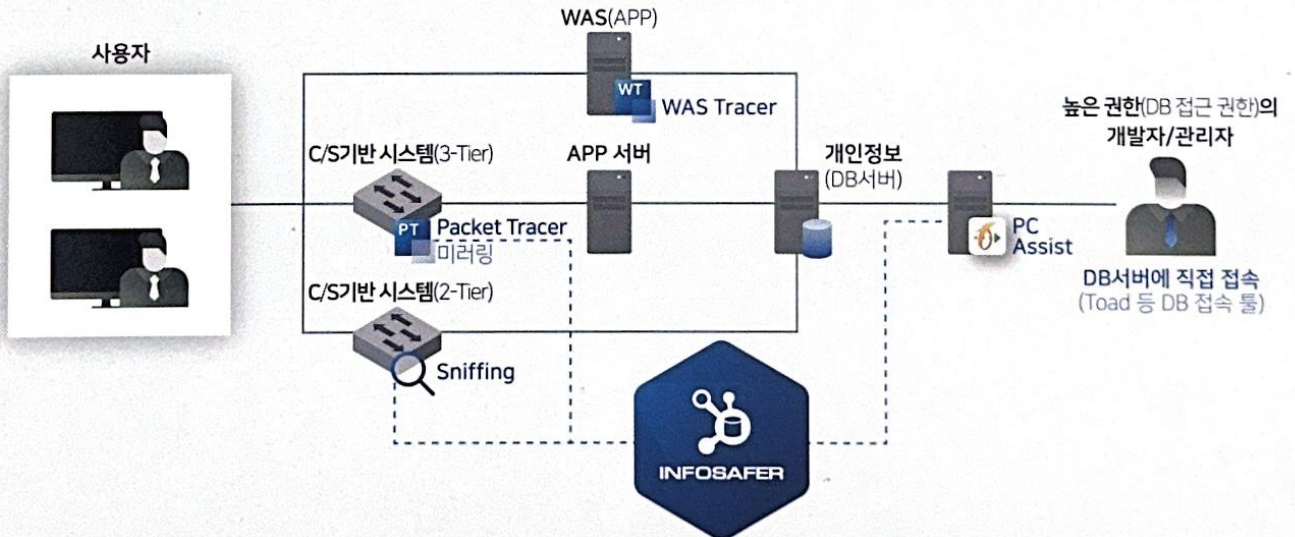 WAS(APP)
사용자
WT
WAS Tracer
높은 권한(DB 접근 권한)의
개발자/관리자
C/S기반 시스템(3-Tier)
APP 서버
개인정보
(DB서버)
PT
Packet Tracer
미러링
PC
Assist
DB서버에 직접 접속
(Toad 등 DB 접속 툴)
C/S기반 시스템(2-Tier)
Sniffing
INFOSAFER